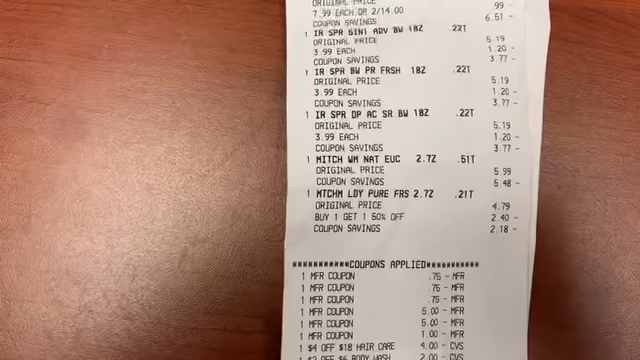 ORIGINAL PRICE .99 -
7.99 EACH OR 2/14.00
COUPON SAVINGS 6.51 -
1 IR SPR 5IN1 ADV BW 18Z .22T
ORIGINAL PRICE 5.19
3.99 EACH 1.20 -
COUPON SAVINGS 3.77 -
1 IR SPR BW PR FRSH 18Z .22T
ORIGINAL PRICE 5.19
3.99 EACH 1.20 -
COUPON SAVINGS 3.77 -
1 IR SPR DP AC SR BW 18Z .22T
ORIGINAL PRICE 5.19
3.99 EACH 1.20 -
COUPON SAVINGS 3.77 -
1 MITCH WM NAT EUC 2.7Z .51T
ORIGINAL PRICE 5.99
COUPON SAVINGS 5.48 -
1 MTCHM LDY PURE FRS 2.7Z .21T
ORIGINAL PRICE 4.79
BUY 1 GET 1 50% OFF 2.40 -
COUPON SAVINGS 2.18 -
***********COUPONS APPLIED***********
1 MFR COUPON .75 - MFR
1 MFR COUPON .75 - MFR
1 MFR COUPON .75 - MFR
1 MFR COUPON 5.00 - MFR
1 MFR COUPON 5.00 - MFR
1 MFR COUPON 1.00 - MFR
1 $4 OFF $18 HAIR CARE 4.00 - CVS
1 $2 OFF $6 BODY WASH 2.00 - CVS